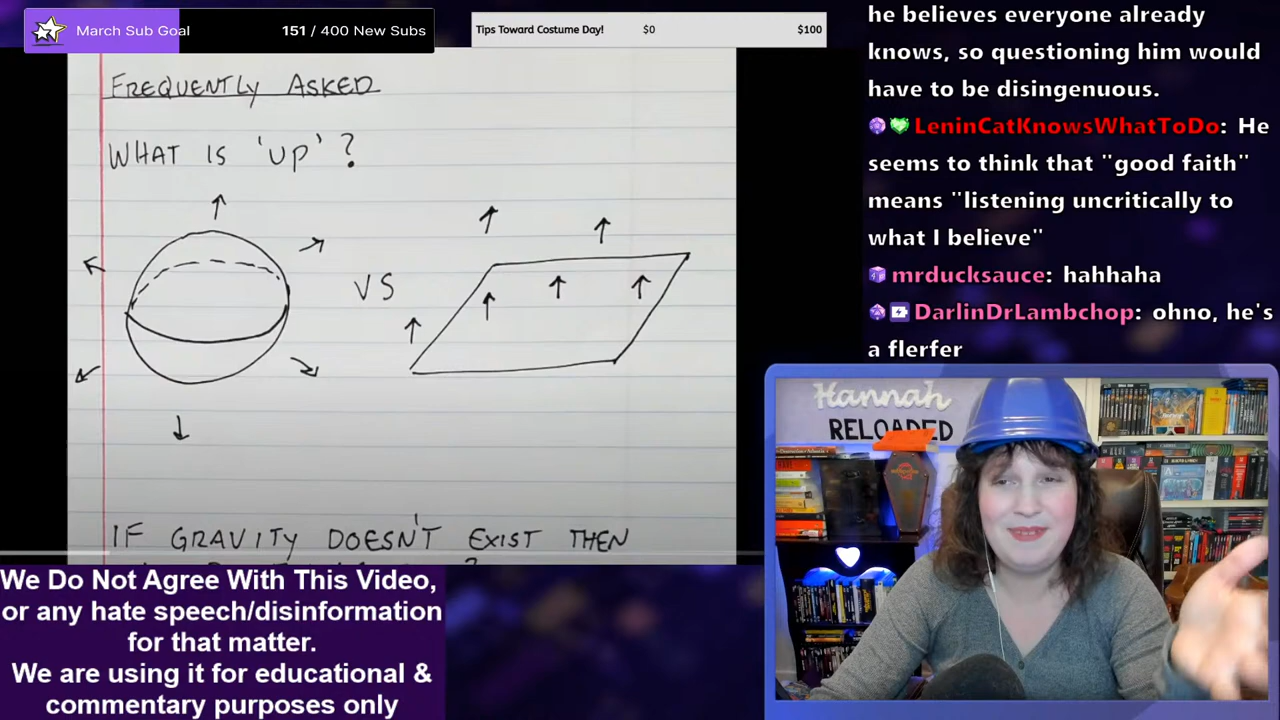 March Sub Goal
151 / 400 New Subs
Tips Toward Costume Day!
$0
$100
FREQUENTLY ASKED
WHAT IS 'UP'?
VS
IF GRAVITY DOESN'T EXIST THEN
?
We Do Not Agree With This Video,
or any hate speech/disinformation
for that matter.
We are using it for educational &
commentary purposes only
he believes everyone already
knows, so questioning him would
have to be disingenuous.
LeninCatKnowsWhatToDo: He
seems to think that "good faith"
means "listening uncritically to
what I believe"
mrducksauce: hahhaha
DarlinDrLambchop: ohno, he's
a flerfer
Hannah
RELOADED